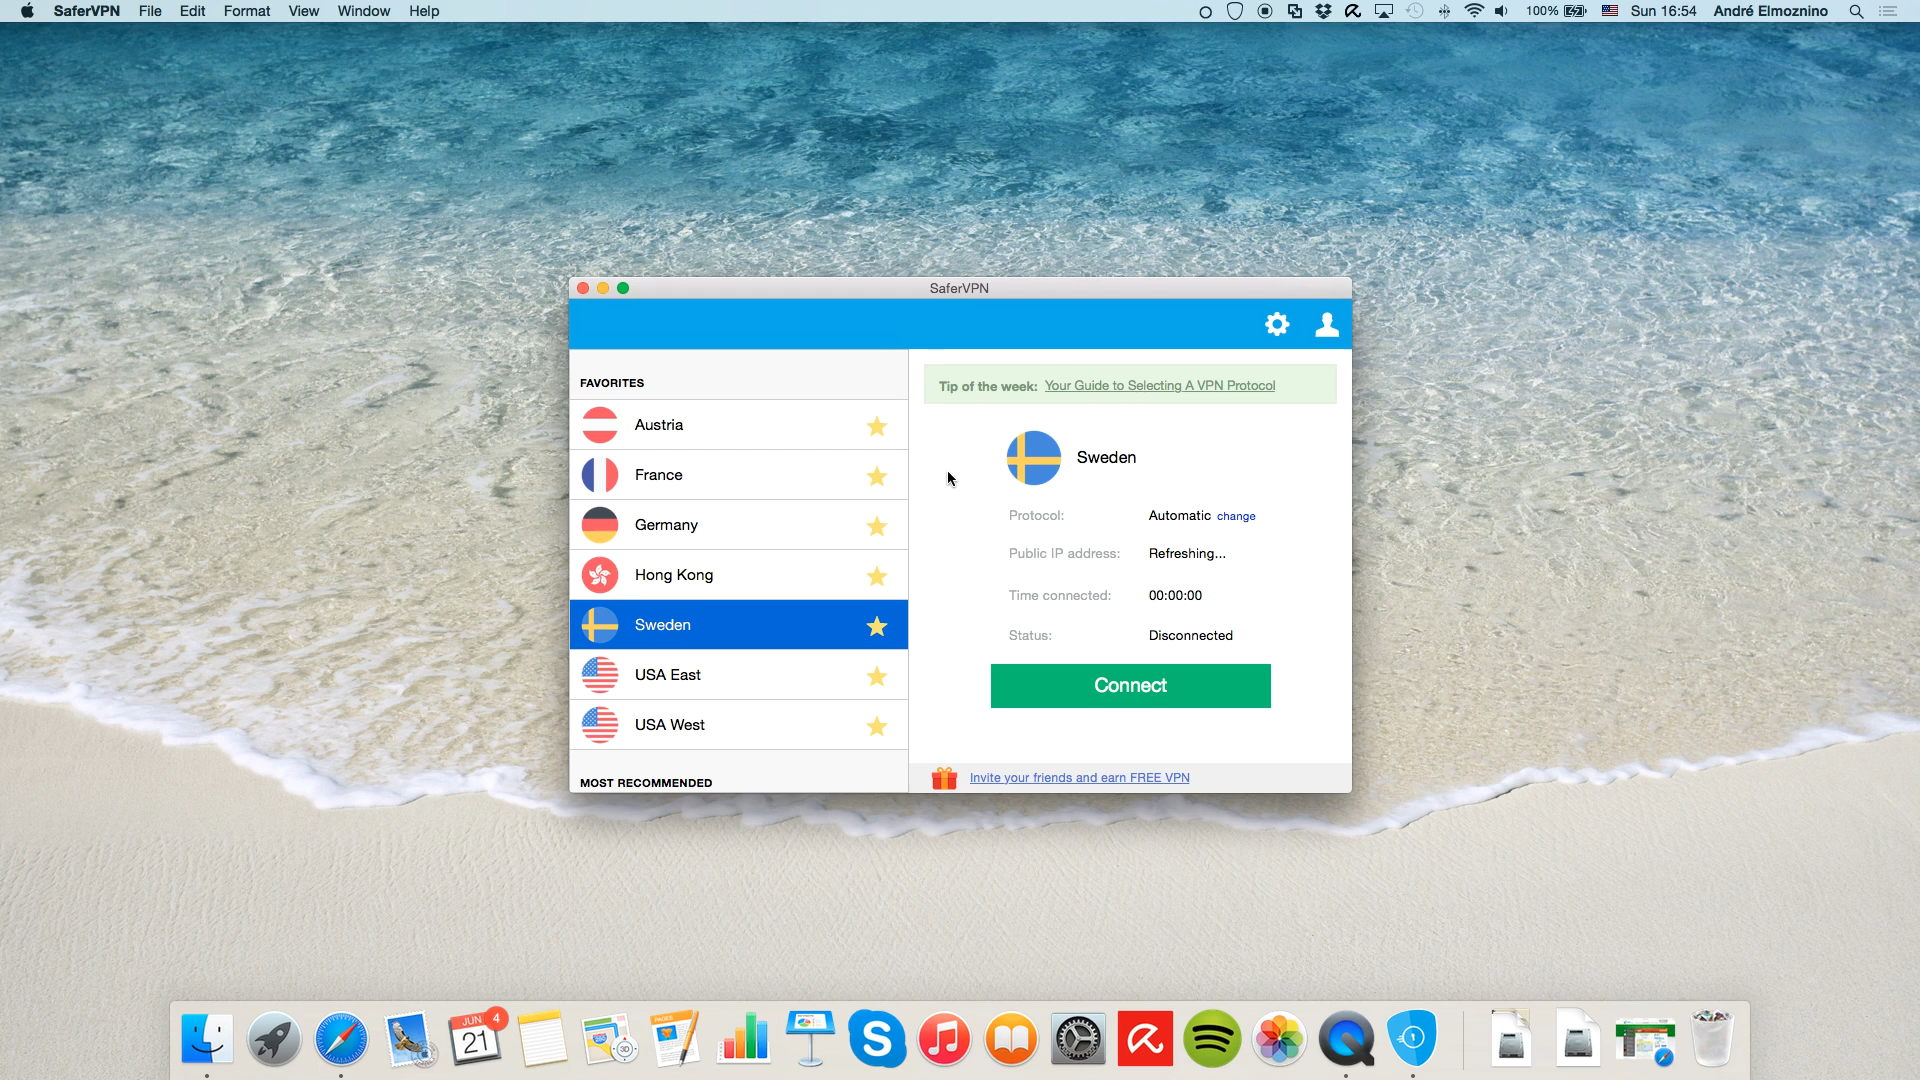 SaferVPN File Edit Format View Window Help 100% Sun 16:54 André Elmoznino
SaferVPN
FAVORITES
Austria
France
Germany
Hong Kong
Sweden
USA East
USA West
MOST RECOMMENDED
Tip of the week: Your Guide to Selecting A VPN Protocol
Sweden
Protocol: Automatic change
Public IP address: Refreshing...
Time connected: 00:00:00
Status: Disconnected
Connect
Invite your friends and earn FREE VPN
JUN 4
21
3D
PAGES
S
1